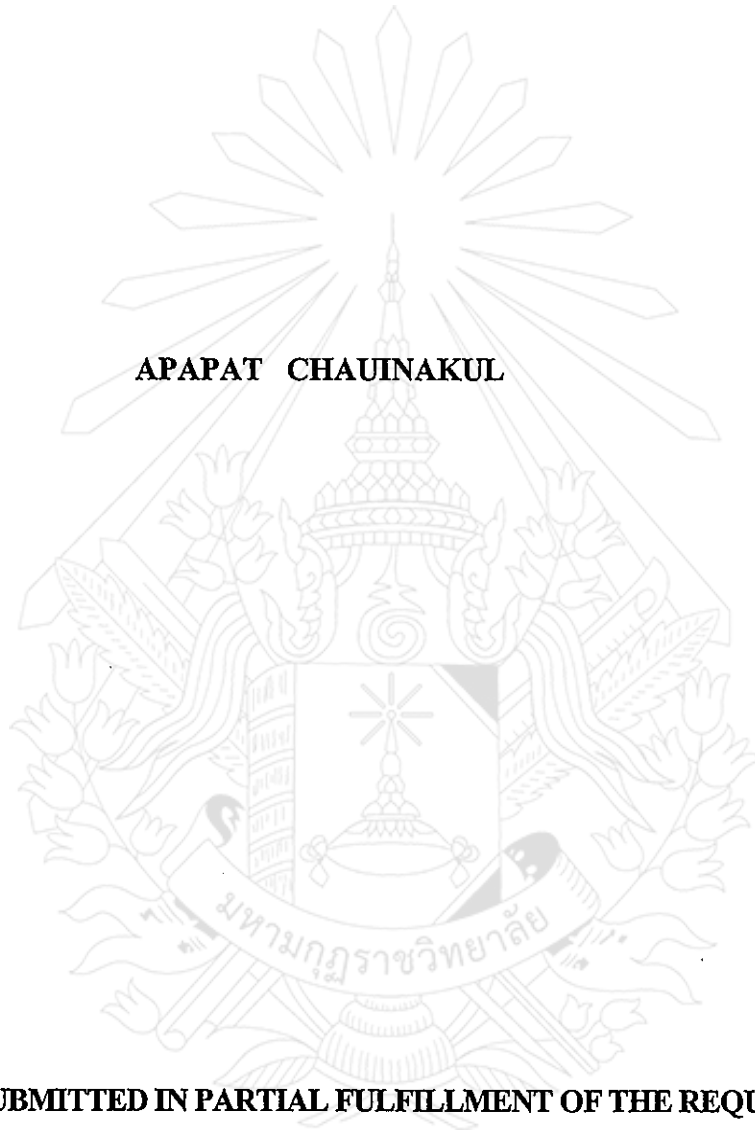 APAPAT CHAUINAKUL
มหามกุฏราชวิทยาลัย
UBMITTED IN PARTIAL FULFILLMENT OF THE REQU